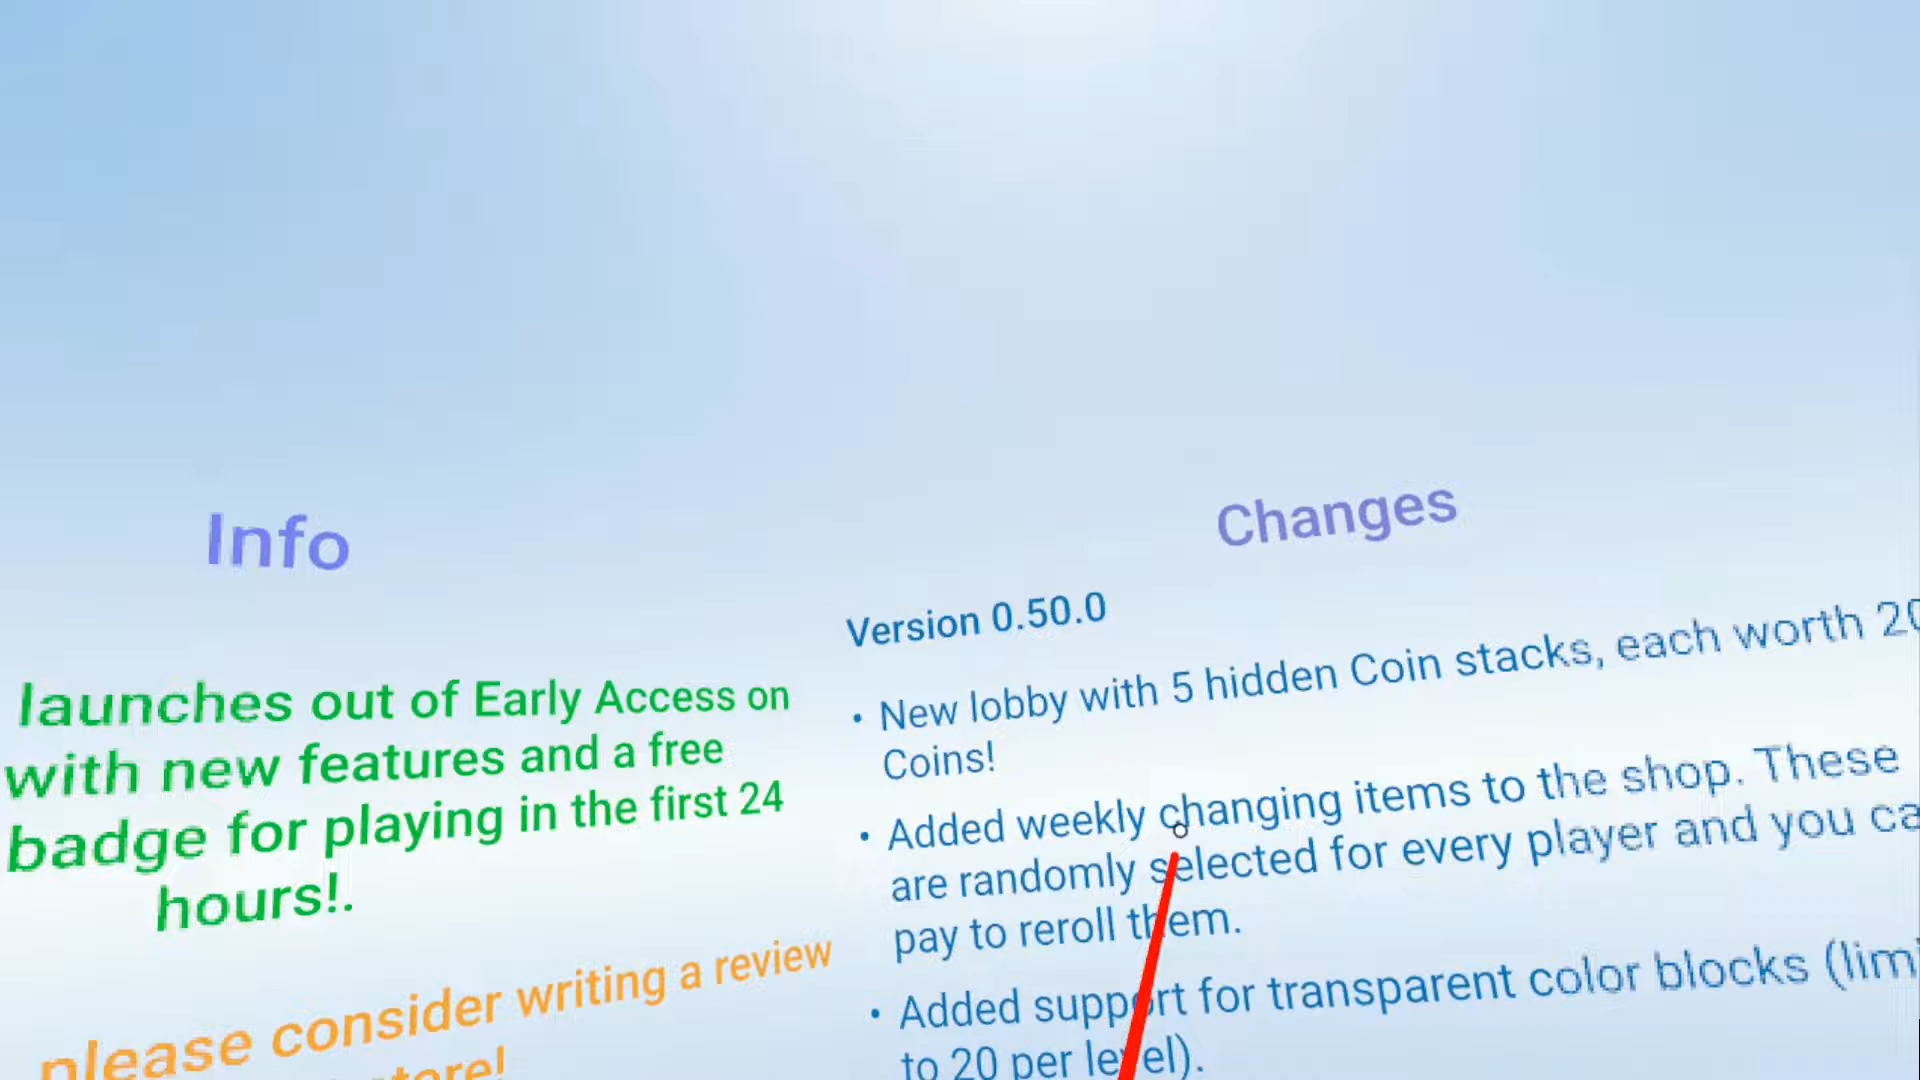 Info
launches out of Early Access on
with new features and a free
badge for playing in the first 24
hours!.
please consider writing a review
Changes
Version 0.50.0
• New lobby with 5 hidden Coin stacks, each worth
Coins!
• Added weekly changing items to the shop. These
are randomly selected for every player and you
pay to reroll them.
• Added support for transparent color blocks
to 20 per level).